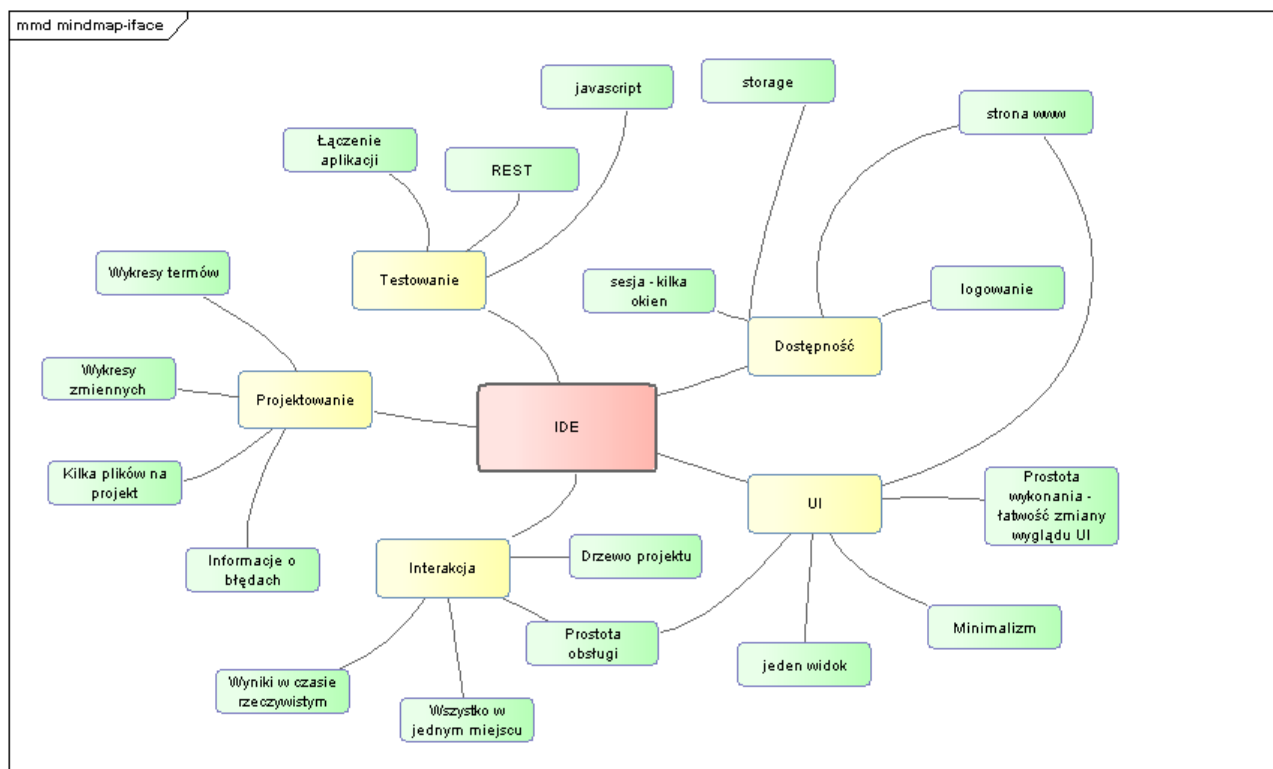 mmd mindmap-iface
javascript
storage
strona www
Łączenie
aplikacji
REST
Wykresy termów
Testowanie
sesja - kilka
okien
logowanie
Dostępność
Wykresy
zmiennych
Projektowanie
IDE
Kilka plików na
projekt
UI
Prostota
wykonania -
łatwość zmiany
wyglądu UI
Informacje o
błędach
Interakcja
Drzewo projektu
Prostota
obsługi
Minimalizm
jeden widok
Wyniki w czasie
rzeczywistym
Wszystko w
jednym miejscu